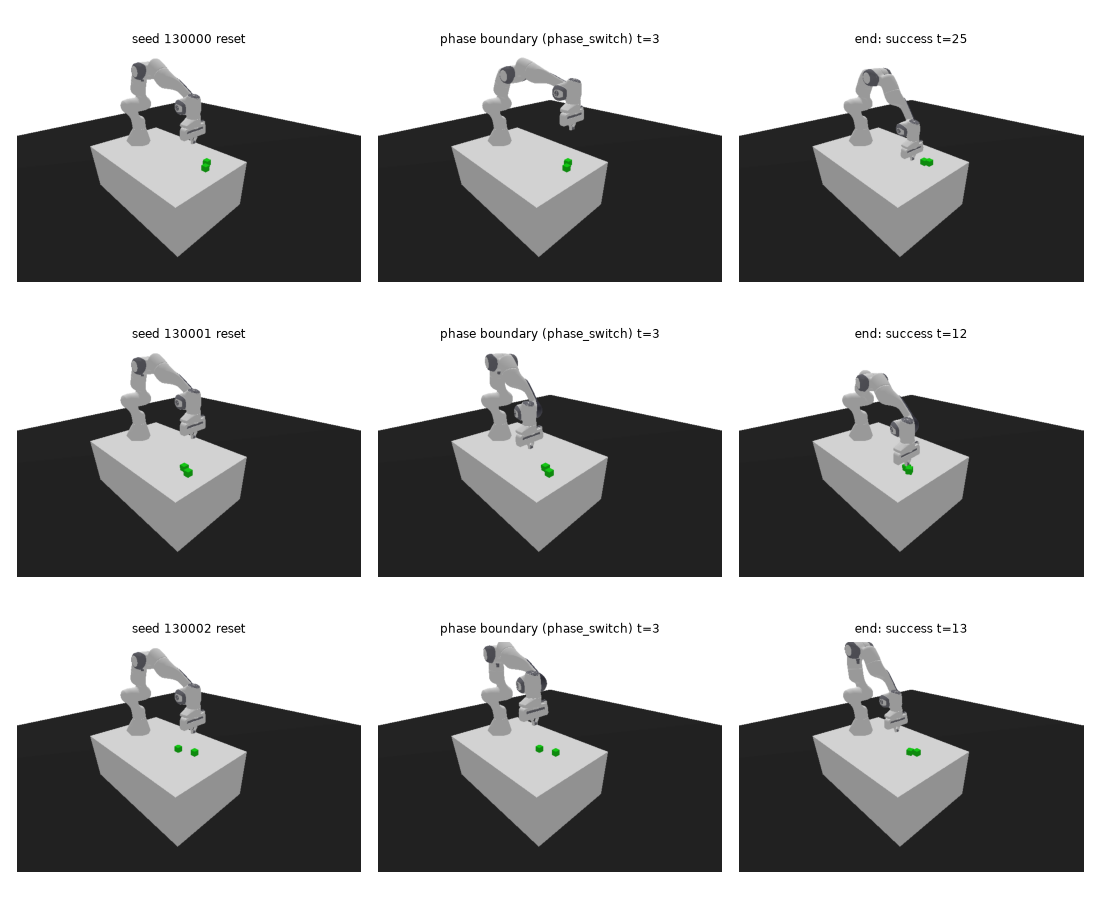 seed 130000 reset
phase boundary (phase_switch) t=3
end: success t=25
seed 130001 reset
phase boundary (phase_switch) t=3
end: success t=12
seed 130002 reset
phase boundary (phase_switch) t=3
end: success t=13